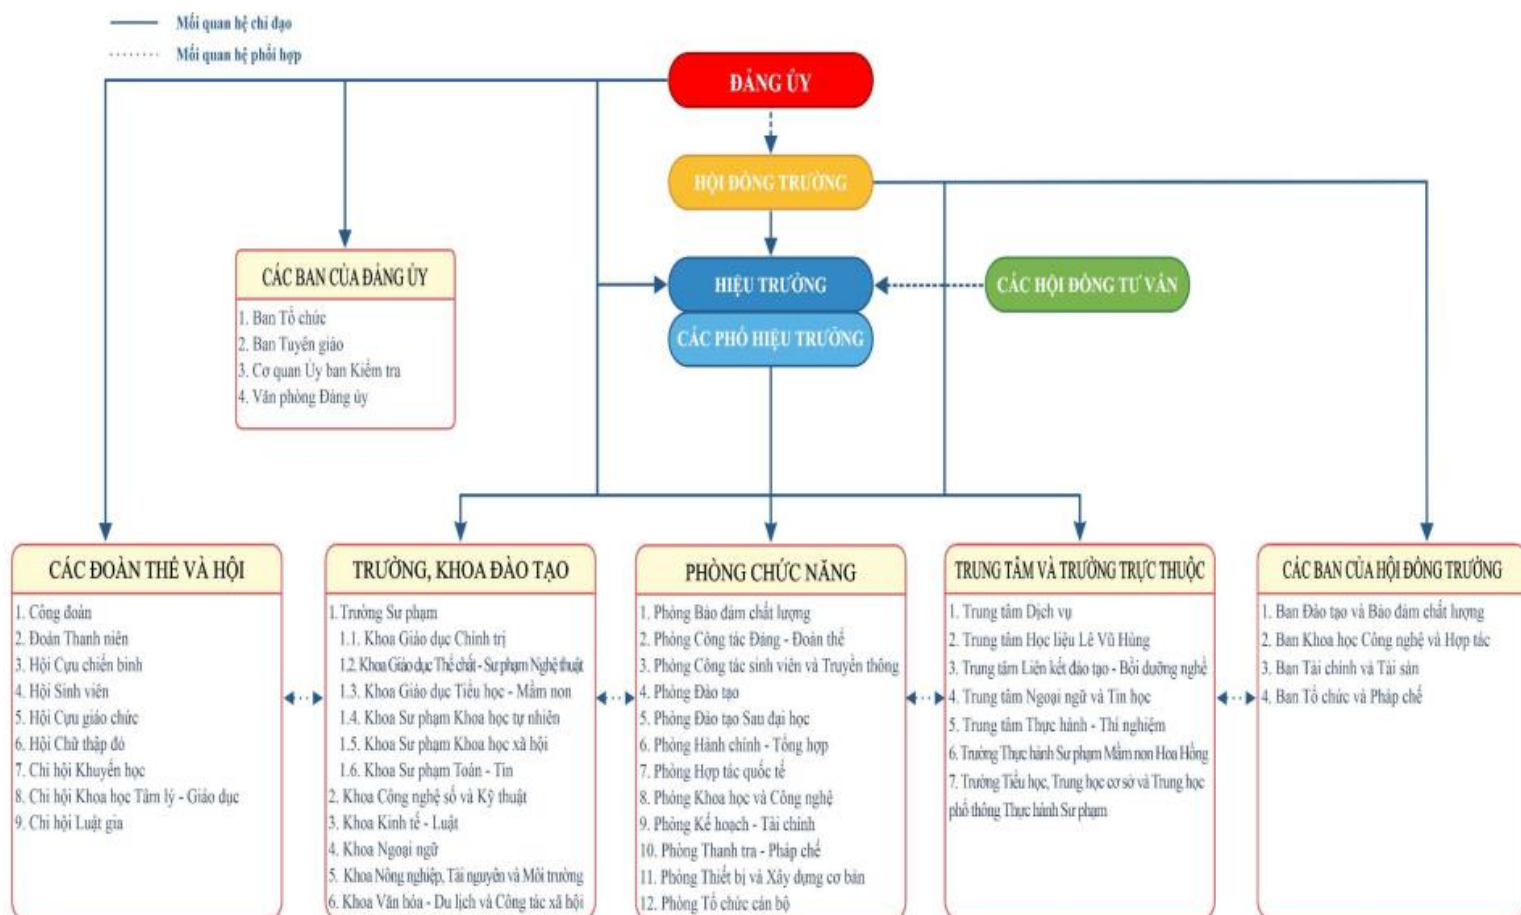 Mối quan hệ chỉ đạo
Mối quan hệ phối hợp
ĐẢNG ỦY
HỘI ĐỒNG TRƯỜNG
HIỆU TRƯỞNG
CÁC HỘI ĐỒNG TƯ VẤN
CÁC PHÓ HIỆU TRƯỞNG
CÁC BAN CỦA ĐẢNG ỦY
1. Ban Tổ chức
2. Ban Tuyên giáo
3. Cơ quan Ủy ban Kiểm tra
4. Văn phòng Đảng ủy
CÁC ĐOÀN THỂ VÀ HỘI
1. Công đoàn
2. Đoàn Thanh niên
3. Hội Cựu chiến binh
4. Hội Sinh viên
5. Hội Cựu giáo chức
6. Hội Chữ thập đỏ
7. Chi hội Khuyến học
8. Chi hội Khoa học Tâm lý - Giáo dục
9. Chi hội Luật gia
TRƯỜNG, KHOA ĐÀO TẠO
1. Trường Sư phạm
1.1. Khoa Giáo dục Chính trị
1.2. Khoa Giáo dục Thể chất - Sư phạm Nghệ thuật
1.3. Khoa Giáo dục Tiểu học - Mầm non
1.4. Khoa Sư phạm Khoa học tự nhiên
1.5. Khoa Sư phạm Khoa học xã hội
1.6. Khoa Sư phạm Toán - Tin
2. Khoa Công nghệ số và Kỹ thuật
3. Khoa Kinh tế - Luật
4. Khoa Ngoại ngữ
5. Khoa Nông nghiệp, Tài nguyên và Môi trường
6. Khoa Văn hóa - Du lịch và Công tác xã hội
PHÒNG CHỨC NĂNG
1. Phòng Bảo đảm chất lượng
2. Phòng Công tác Đảng - Đoàn thể
3. Phòng Công tác sinh viên và Truyền thông
4. Phòng Đào tạo
5. Phòng Đào tạo Sau đại học
6. Phòng Hành chính - Tổng hợp
7. Phòng Hợp tác quốc tế
8. Phòng Khoa học và Công nghệ
9. Phòng Kế hoạch - Tài chính
10. Phòng Thanh tra - Pháp chế
11. Phòng Thiết bị và Xây dựng cơ bản
12. Phòng Tổ chức cán bộ
TRUNG TÂM VÀ TRƯỜNG TRỰC THUỘC
1. Trung tâm Dịch vụ
2. Trung tâm Học liệu Lê Vũ Hùng
3. Trung tâm Liên kết đào tạo - Bồi dưỡng nghề
4. Trung tâm Ngoại ngữ và Tin học
5. Trung tâm Thực hành - Thí nghiệm
6. Trường Thực hành Sư phạm Mầm non Hoa Hồng
7. Trường Tiểu học, Trung học cơ sở và Trung học
phổ thông Thực hành Sư phạm
CÁC BAN CỦA HỘI ĐỒNG TRƯỜNG
1. Ban Đào tạo và Bảo đảm chất lượng
2. Ban Khoa học Công nghệ và Hợp tác
3. Ban Tài chính và Tài sản
4. Ban Tổ chức và Pháp chế